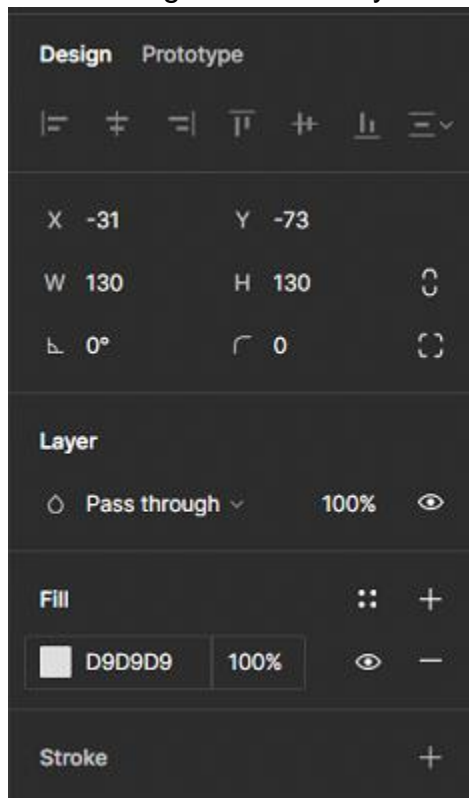 Design Prototype
X -31 Y -73
W 130 H 130
0° 0
Layer
Pass through 100%
Fill
D9D9D9 100%
Stroke